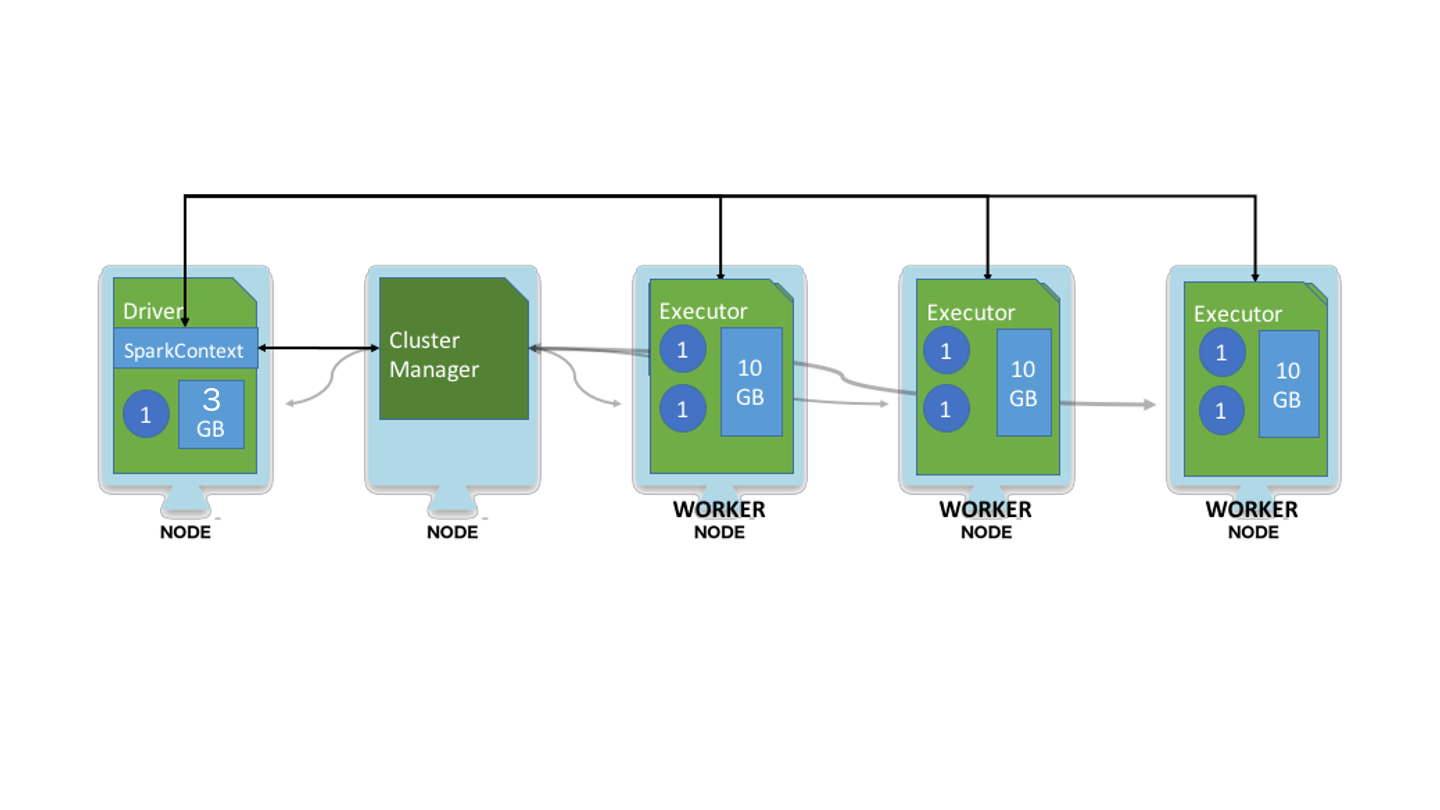 Driver
SparkContext
1
3
GB
NODE
Cluster
Manager
NODE
Executor
1
1
10
GB
WORKER
NODE
Executor
1
1
10
GB
WORKER
NODE
Executor
1
1
10
GB
WORKER
NODE